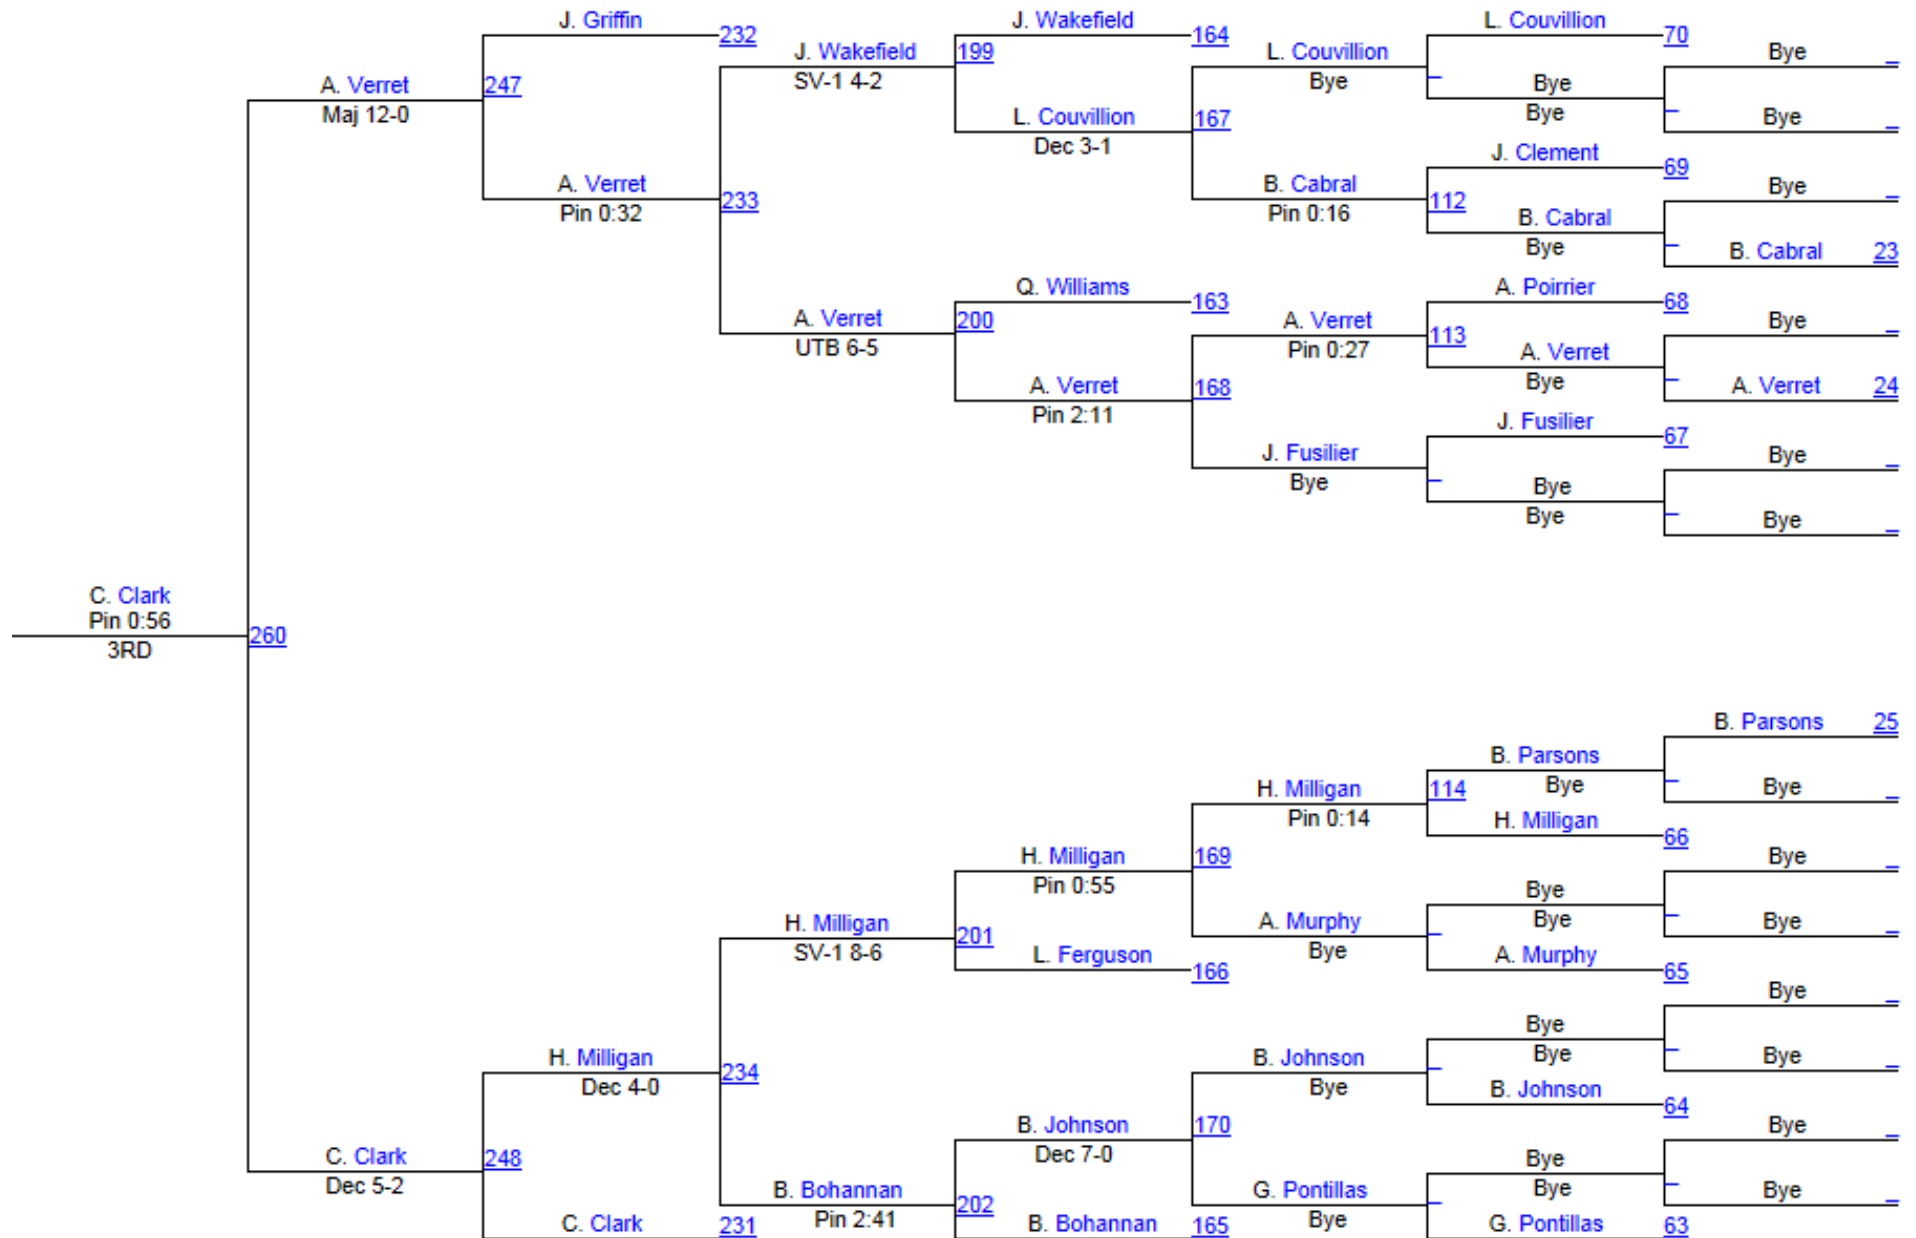 J. Griffin
232
J. Wakefield
SV-1 4-2
199
J. Wakefield
164
L. Couvillion
Bye
L. Couvillion
70
Bye
Bye
Bye
Bye
A. Verret
Maj 12-0
247
L. Couvillion
Dec 3-1
167
J. Clement
69
Bye
A. Verret
Pin 0:32
233
B. Cabral
Pin 0:16
112
B. Cabral
Bye
B. Cabral 23
Q. Williams
163
A. Poirrier
68
A. Verret
UTB 6-5
200
A. Verret
Pin 0:27
113
Bye
A. Verret
Bye
A. Verret 24
A. Verret
Pin 2:11
168
J. Fusilier
67
J. Fusilier
Bye
Bye
Bye
Bye
Bye
C. Clark
Pin 0:56
3RD
260
B. Parsons 25
B. Parsons
Bye
Bye
H. Milligan
Pin 0:14
114
H. Milligan
66
H. Milligan
Pin 0:55
169
Bye
Bye
Bye
Bye
H. Milligan
SV-1 8-6
201
A. Murphy
Bye
A. Murphy
65
L. Ferguson
166
Bye
Bye
Bye
Bye
H. Milligan
Dec 4-0
234
B. Johnson
Bye
B. Johnson
64
B. Johnson
Dec 7-0
170
Bye
C. Clark
Dec 5-2
248
Bye
Bye
Bye
B. Bohannan
Pin 2:41
202
G. Pontillas
Bye
C. Clark
231
B. Bohannan
165
G. Pontillas
63